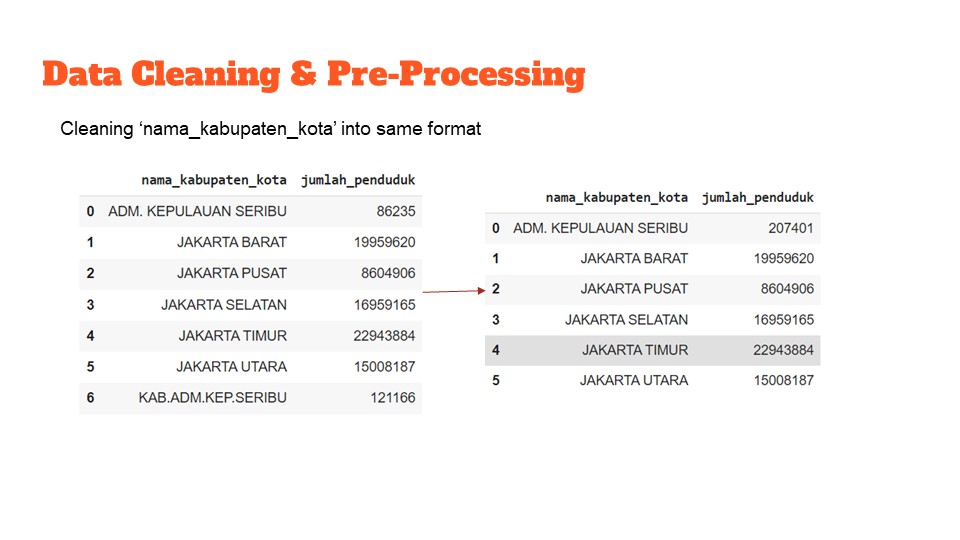 Data Cleaning & Pre-Processing
Cleaning ‘nama_kabupaten_kota’ into same format
nama_kabupaten_kota jumlah_penduduk
0 ADM. KEPULAUAN SERIBU 86235
1 JAKARTA BARAT 19959620
2 JAKARTA PUSAT 8604906
3 JAKARTA SELATAN 16959165
4 JAKARTA TIMUR 22943884
5 JAKARTA UTARA 15008187
6 KAB.ADM.KEP.SERIBU 121166
nama_kabupaten_kota jumlah_penduduk
0 ADM. KEPULAUAN SERIBU 207401
1 JAKARTA BARAT 19959620
2 JAKARTA PUSAT 8604906
3 JAKARTA SELATAN 16959165
4 JAKARTA TIMUR 22943884
5 JAKARTA UTARA 15008187